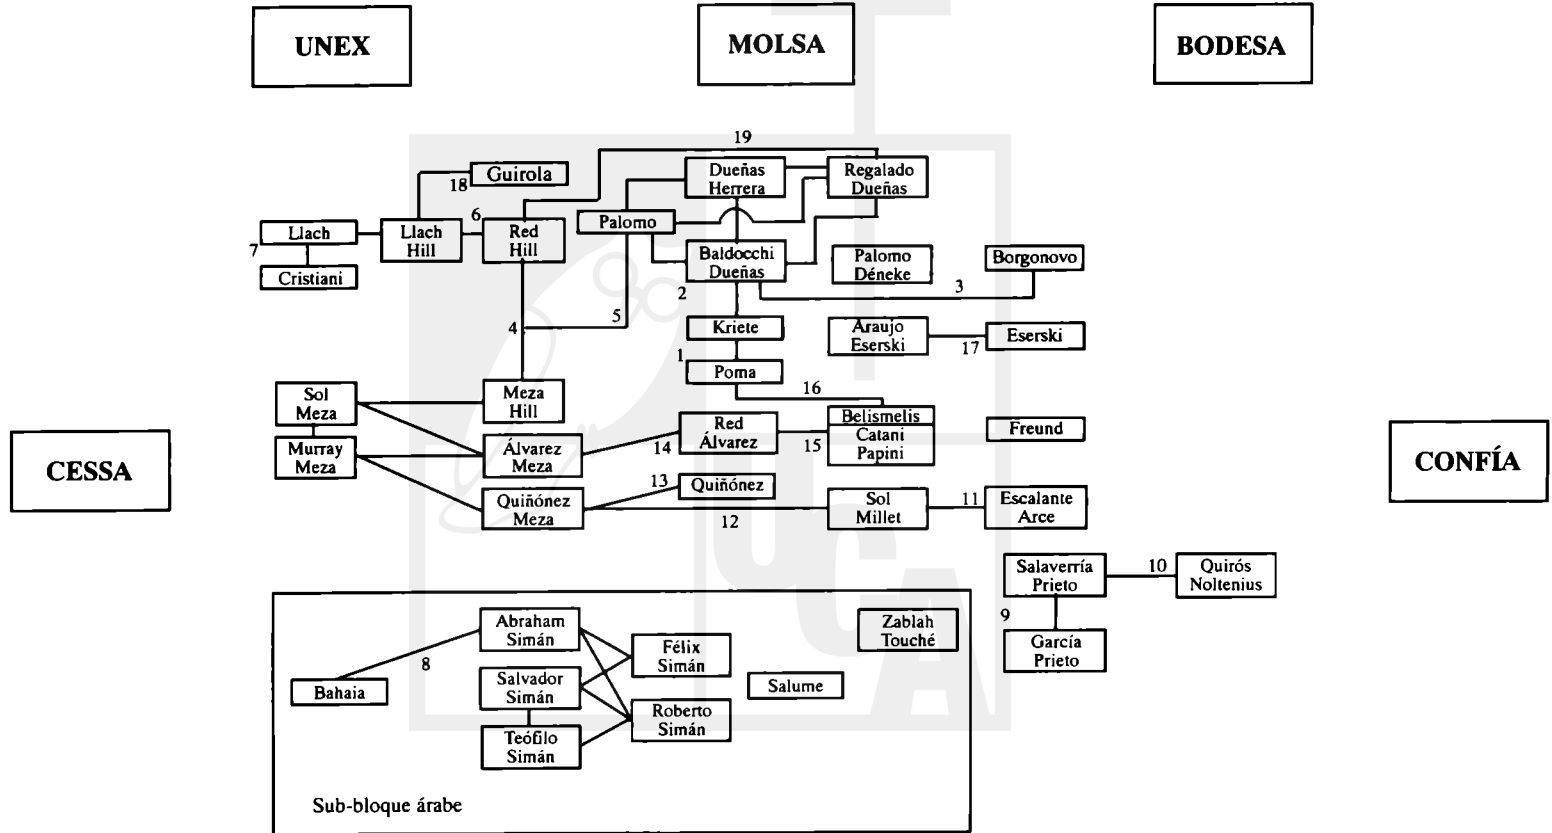 UNEX
MOLSA
BODESA
19
Guirola
18
Dueñas
Herrera
Regalado
Dueñas
6
Palomo
Llach
7
Llach
Hill
Red
Hill
Cristiani
Baldocchi
Dueñas
2
Palomo
Déneke
Borgonovo
3
4
5
Kriete
1
Araujo
Eserski
17
Eserski
Poma
16
Sol
Meza
Meza
Hill
Murray
Meza
Álvarez
Meza
14
Red
Álvarez
15
Belismelis
Catani
Papini
Freund
CESSA
CONFÍA
Quiñónez
Meza
13
Quiñónez
12
Sol
Millet
11
Escalante
Arce
Salaverría
Prieto
10
Quirós
Noltenius
9
García
Prieto
Abraham
Simán
8
Bahaia
Salvador
Simán
Teófilo
Simán
Félix
Simán
Roberto
Simán
Salume
Zablah
Touché
Sub-bloque árabe
UCA